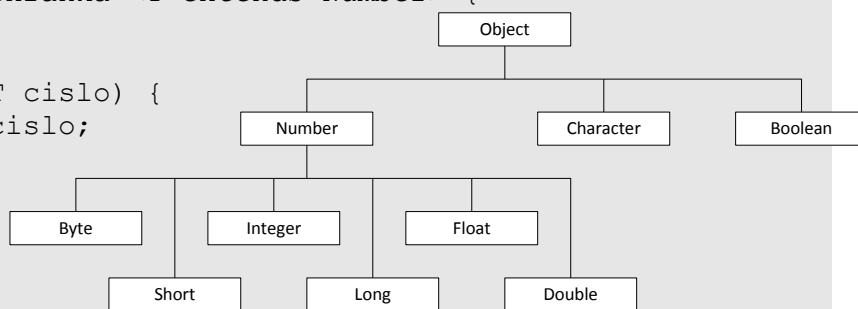 extends Number> {
Object
T cislo) {
cislo;
Number Character Boolean
Byte Integer Float
Short Long Double